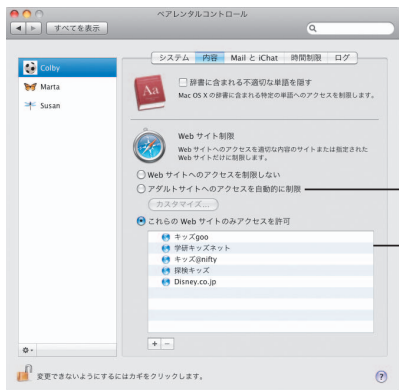 ペアレンタルコントロール
すべてを表示
システム 内容 Mail と iChat 時間制限 ログ
Colby
Marta
Susan
辞書に含まれる不適切な単語を隠す
Mac OS X の辞書に含まれる特定の単語へのアクセスを制限します。
Aa
Web サイト制限
Web サイトへのアクセスを適切な内容のサイトまたは指定された
Web サイトだけに制限します。
Web サイトへのアクセスを制限しない
アダルトサイトへのアクセスを自動的に制限
カスタマイズ...
これらの Web サイトのみアクセスを許可
キッズgoo
学研キッズネット
キッズ@nifty
探検キッズ
Disney.co.jp
+ −
変更できないようにするにはカギをクリックします。
?